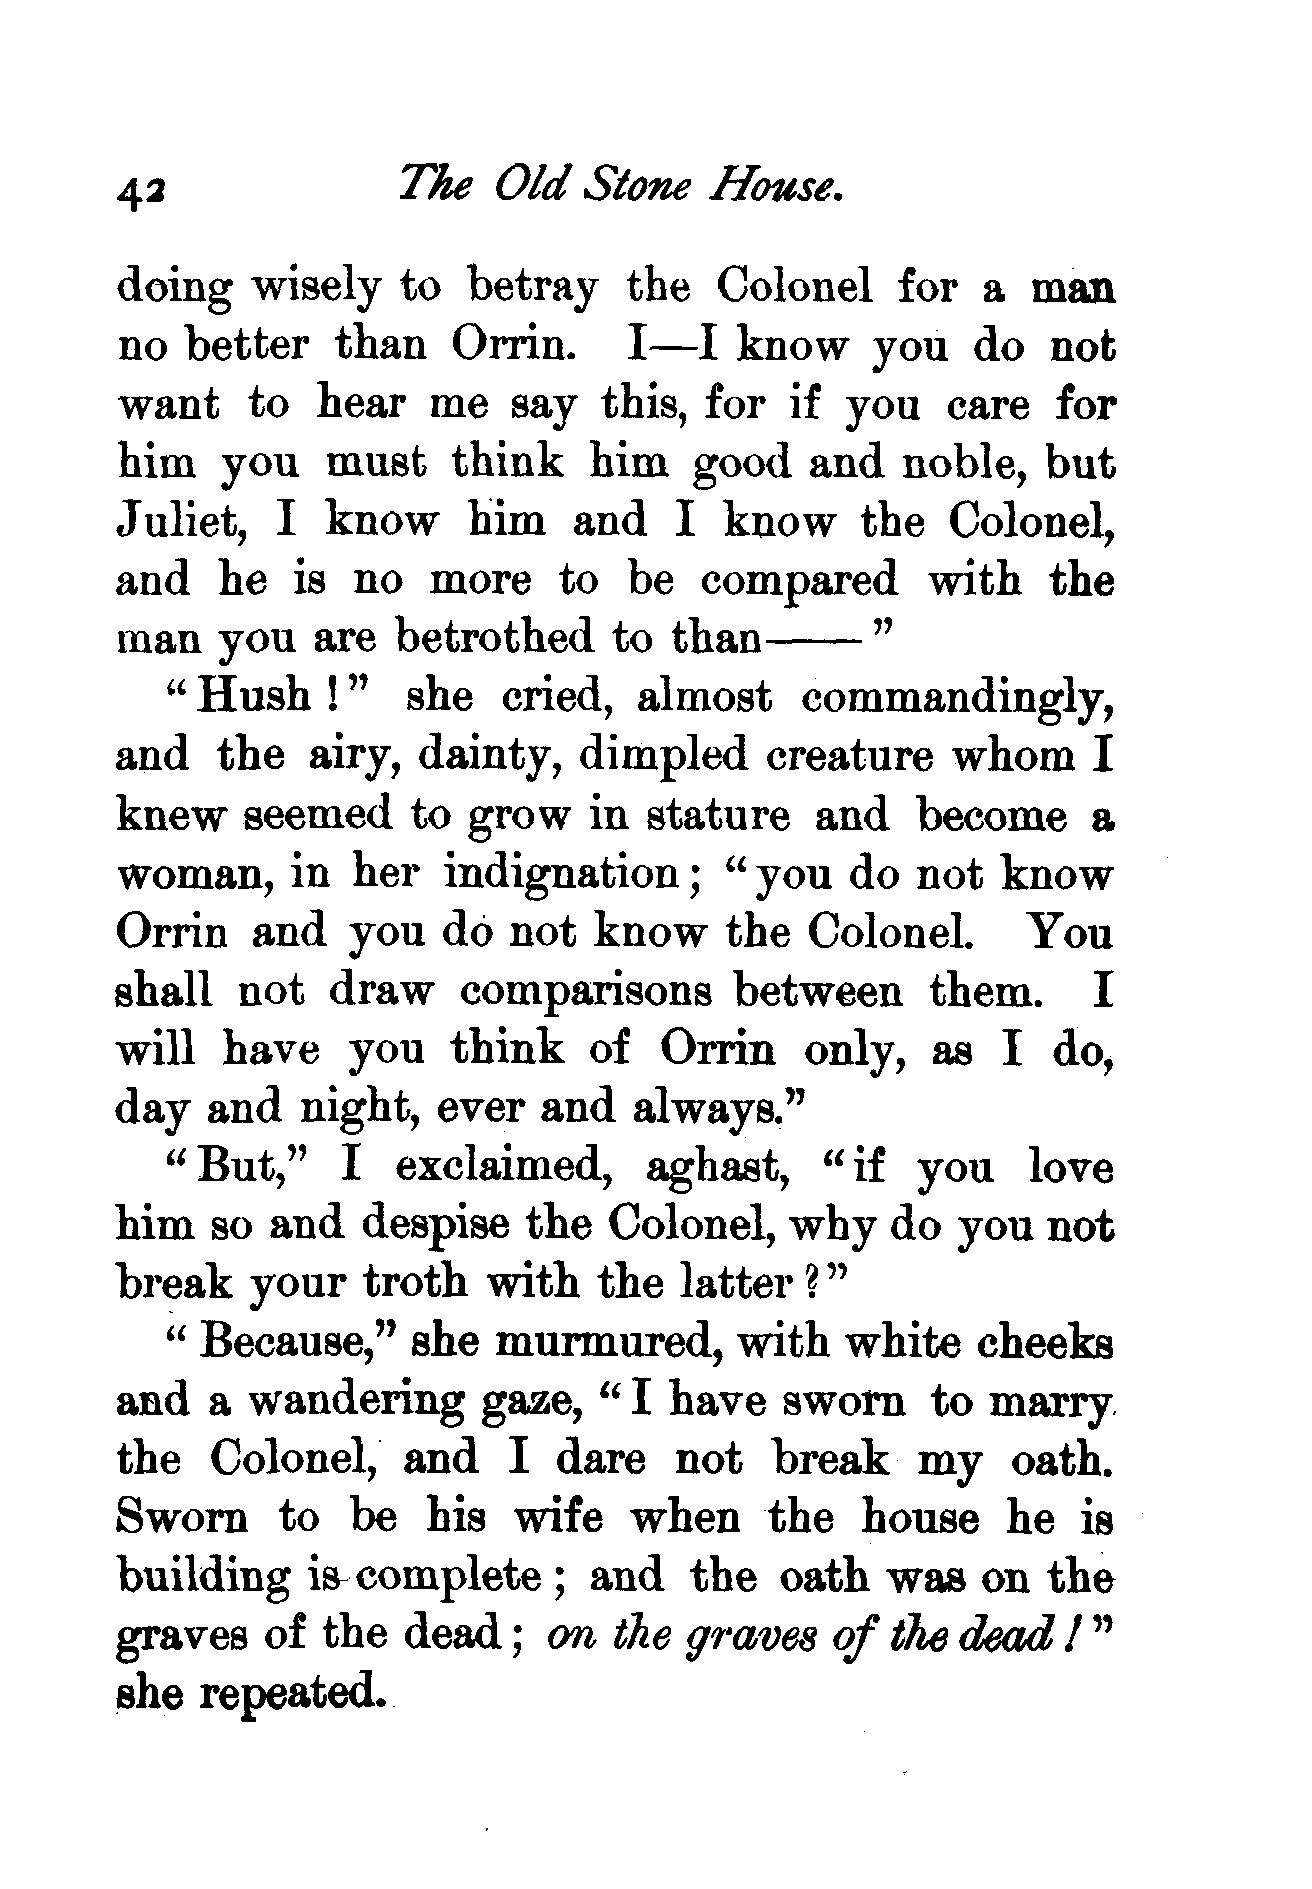 42 The Old Stone House.
doing wisely to betray the Colonel for a man
no better than Orrin. I—I know you do not
want to hear me say this, for if you care for
him you must think him good and noble, but
Juliet, I know him and I know the Colonel,
and he is no more to be compared with the
man you are betrothed to than——"
"Hush!" she cried, almost commandingly,
and the airy, dainty, dimpled creature whom I
knew seemed to grow in stature and become a
woman, in her indignation; "you do not know
Orrin and you do not know the Colonel. You
shall not draw comparisons between them. I
will have you think of Orrin only, as I do,
day and night, ever and always."
"But," I exclaimed, aghast, "if you love
him so and despise the Colonel, why do you not
break your troth with the latter?"
"Because," she murmured, with white cheeks
and a wandering gaze, "I have sworn to marry
the Colonel, and I dare not break my oath.
Sworn to be his wife when the house he is
building is complete; and the oath was on the
graves of the dead; on the graves of the dead!"
she repeated.